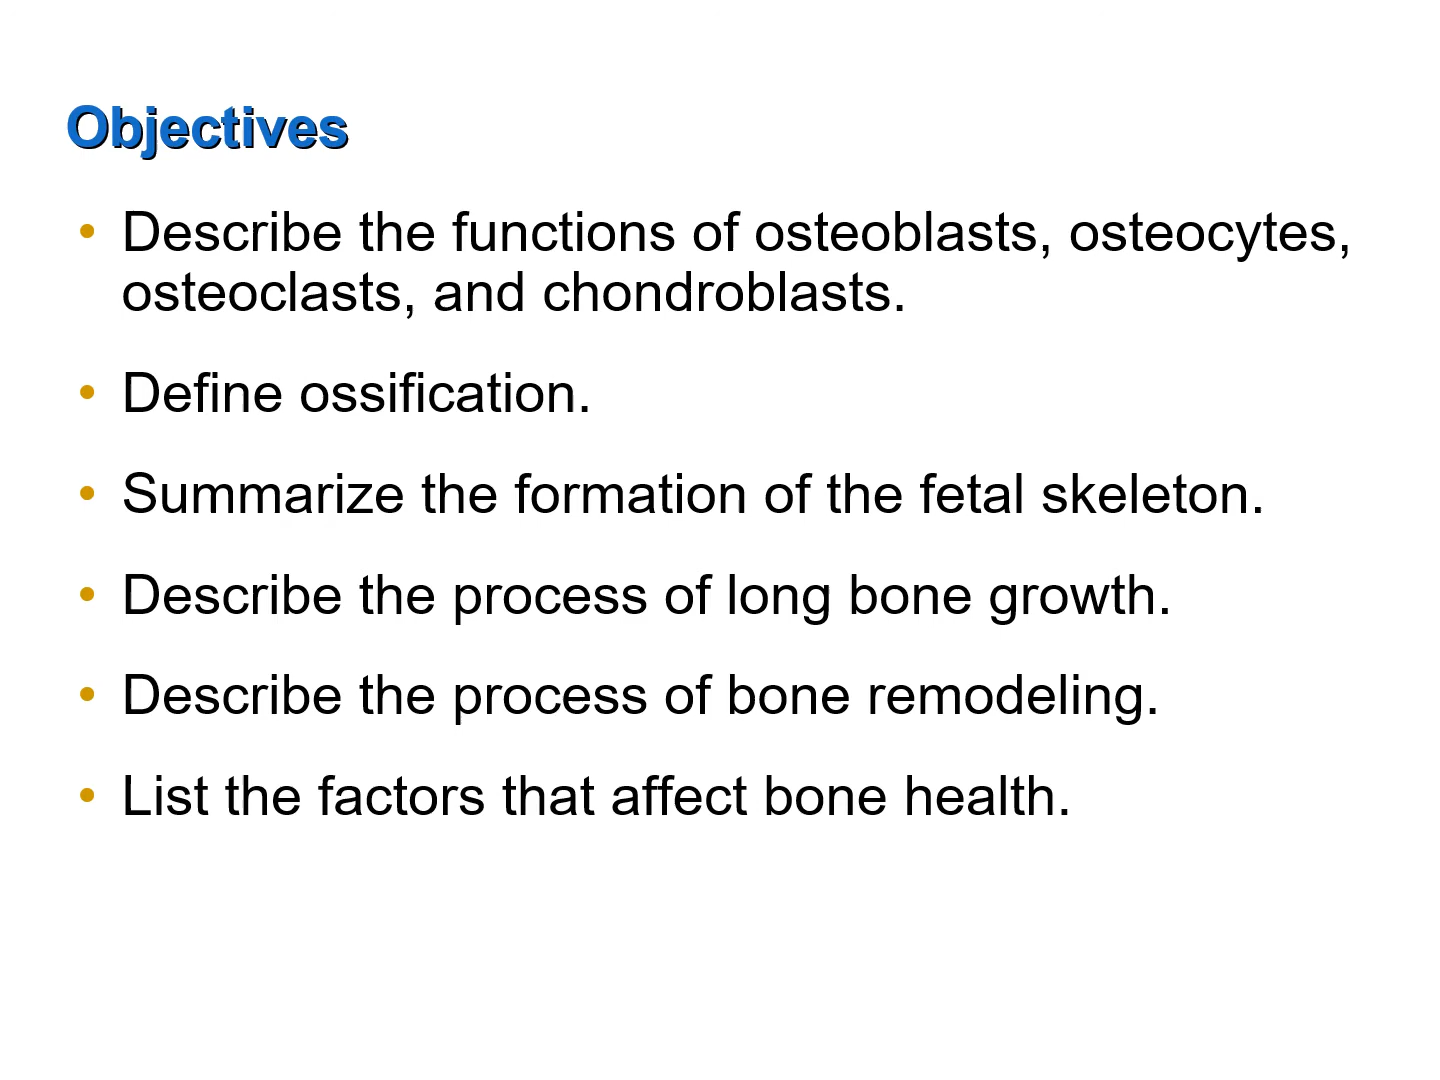 Objectives
• Describe the functions of osteoblasts, osteocytes,
osteoclasts, and chondroblasts.
• Define ossification.
• Summarize the formation of the fetal skeleton.
• Describe the process of long bone growth.
• Describe the process of bone remodeling.
• List the factors that affect bone health.